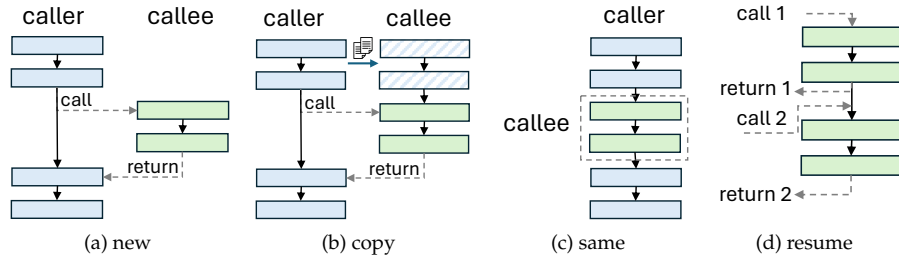 caller callee
call
return
(a) new
caller callee
call
return
(b) copy
caller
callee
(c) same
call 1
return 1
call 2
return 2
(d) resume